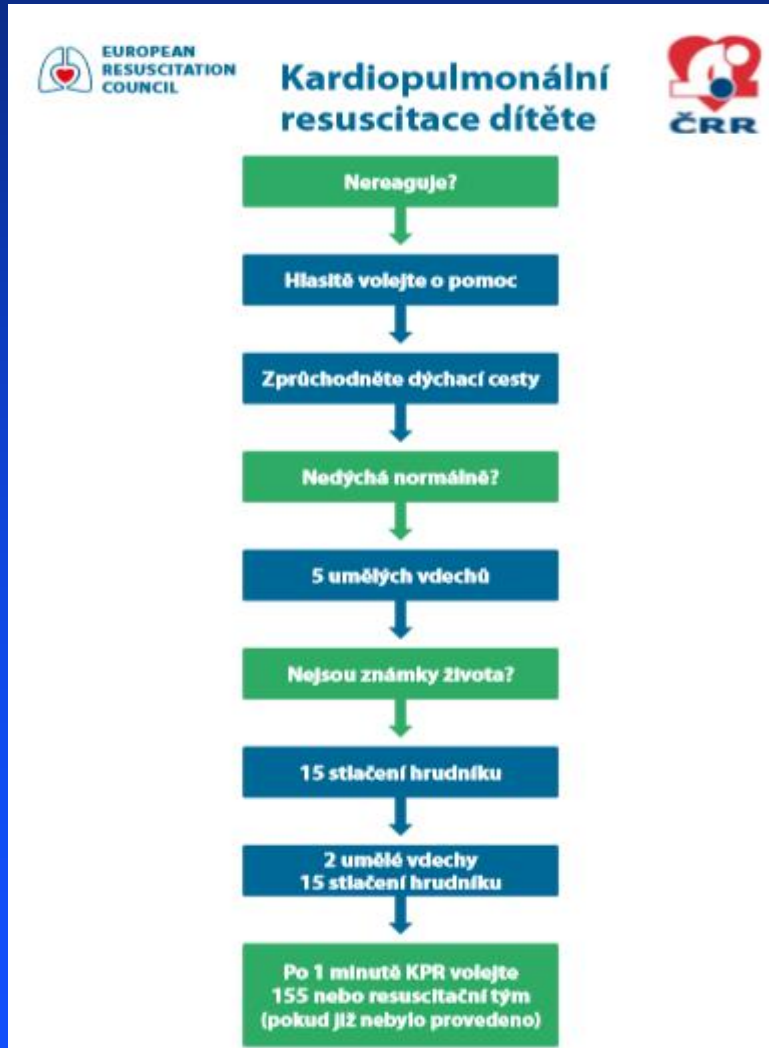 EUROPEAN
RESUSCITATION
COUNCIL
Kardiopulmonální
resuscitace dítěte
ČRR
Nereaguje?
Hlasitě volejte o pomoc
Zprůchodněte dýchací cesty
Nedýchá normálně?
5 umělých vdechů
Nejsou známky života?
15 stlačení hrudníku
2 umělé vdechy
15 stlačení hrudníku
Po 1 minutě KPR volejte
155 nebo resuscitační tým
(pokud již nebylo provedeno)